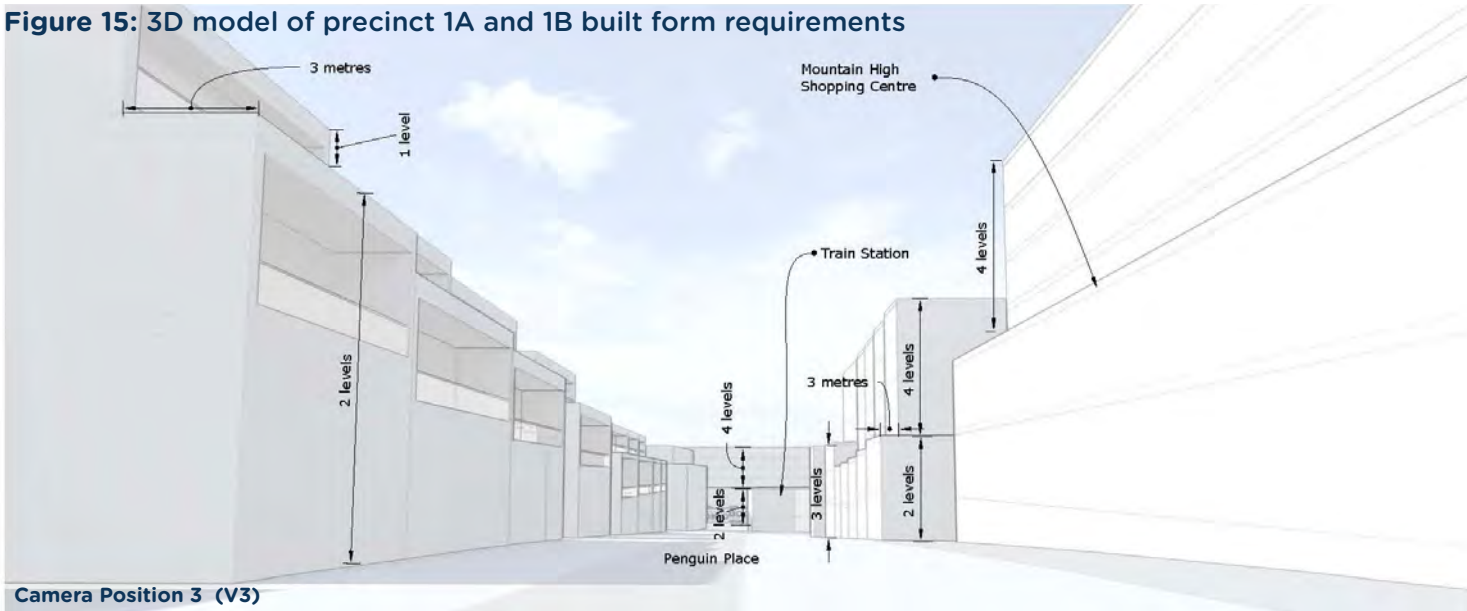 Figure 15: 3D model of precinct 1A and 1B built form requirements
3 metres
Mountain High
Shopping Centre
1 level
Train Station
4 levels
2 levels
3 metres
4 levels
4 levels
2 levels
3 levels
2 levels
Penguin Place
Camera Position 3 (V3)